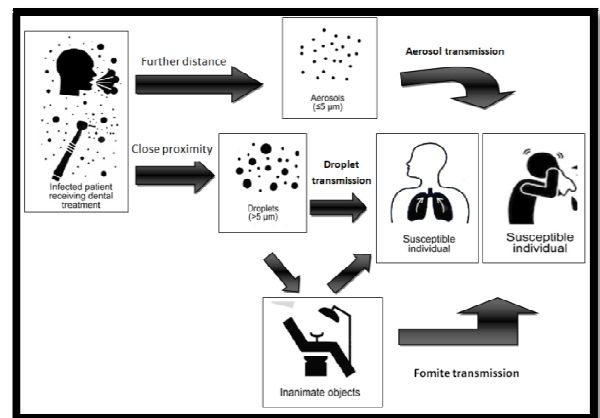 Further distance
Aerosols
(≤5 µm)
Aerosol transmission
Infected patient
receiving dental
treatment
Close proximity
Droplets
(>5 µm)
Droplet
transmission
Susceptible
individual
Susceptible
individual
Inanimate objects
Fomite transmission